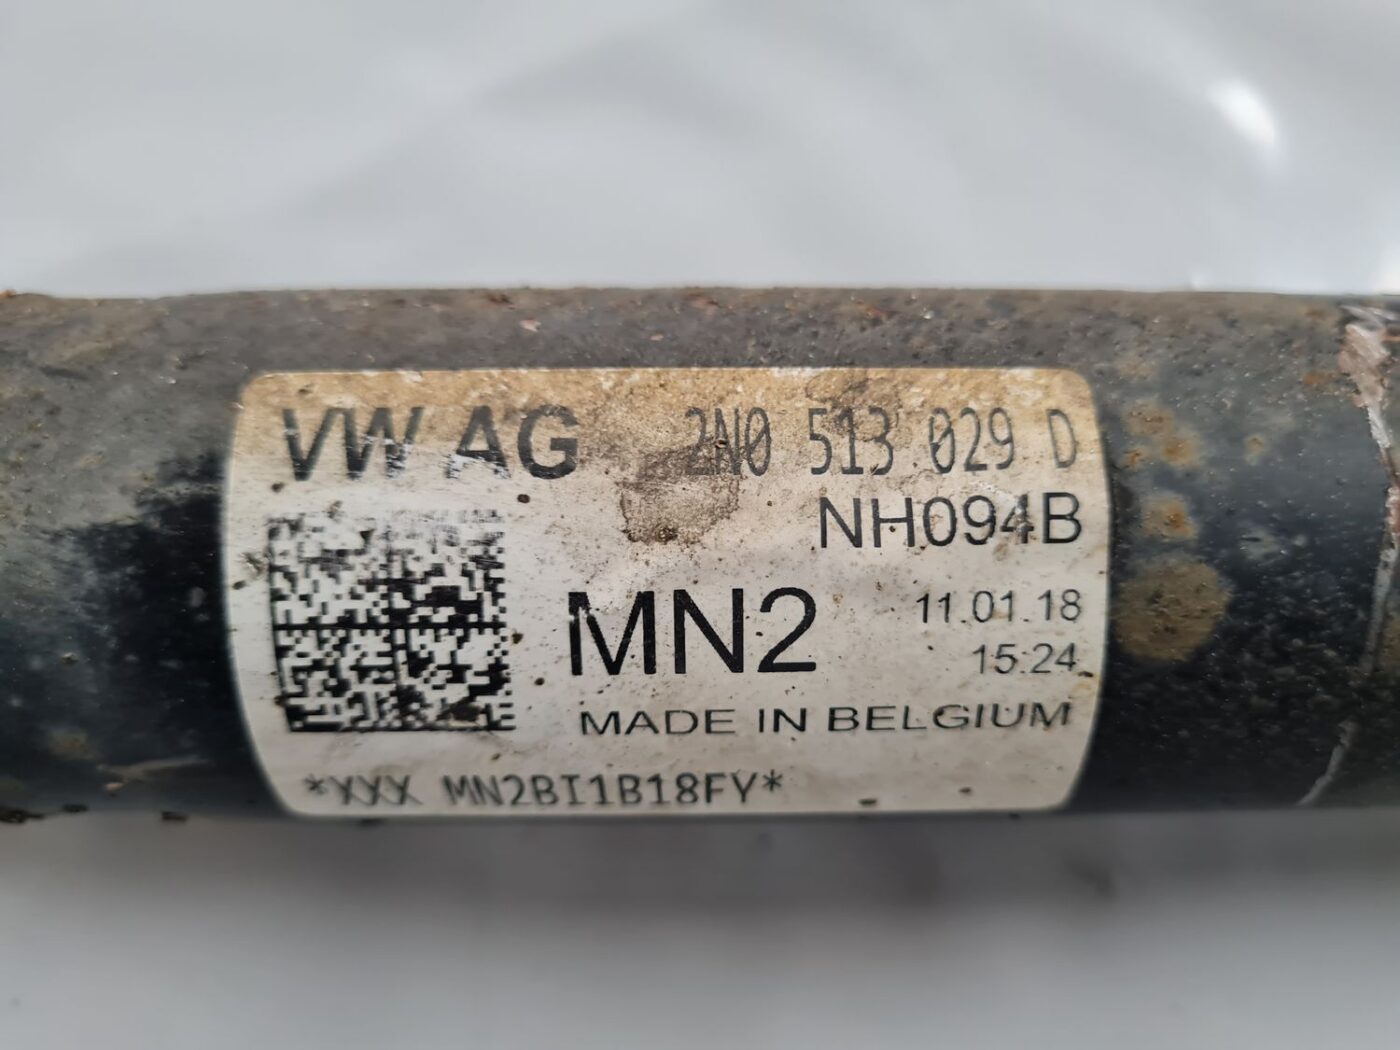 VW AG 2N0 513 029 D
NH094B
MN2 11.01.18
15:24
MADE IN BELGIUM
*XXX MN2BI1B18FY*